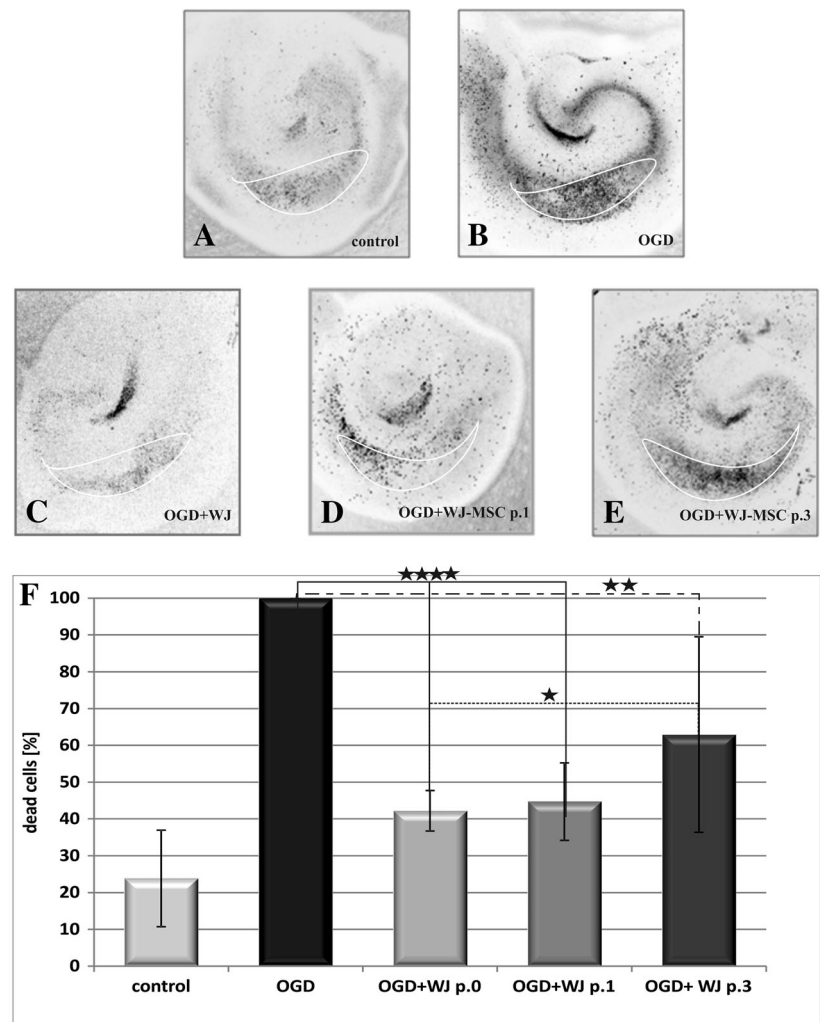 A control
B OGD
C OGD+WJ
D OGD+WJ-MSC p.1
E OGD+WJ-MSC p.3
F
★★★★
★★
★
dead cells [%]
100
90
80
70
60
50
40
30
20
10
0
control OGD OGD+WJ p.0 OGD+WJ p.1 OGD+ WJ p.3